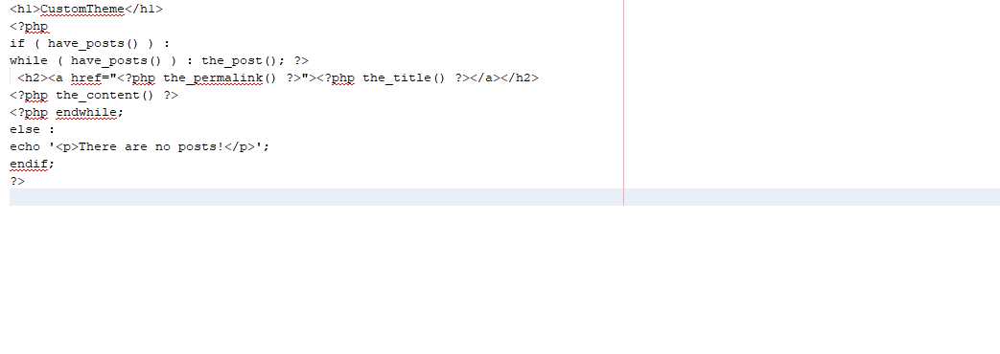 <h1>CustomTheme</h1>
<?php
if ( have_posts() ) :
while ( have_posts() ) : the_post(); ?>
<h2><a href="<?php the_permalink() ?>"><?php the_title() ?></a></h2>
<?php the_content() ?>
<?php endwhile;
else :
echo '<p>There are no posts!</p>';
endif;
?>